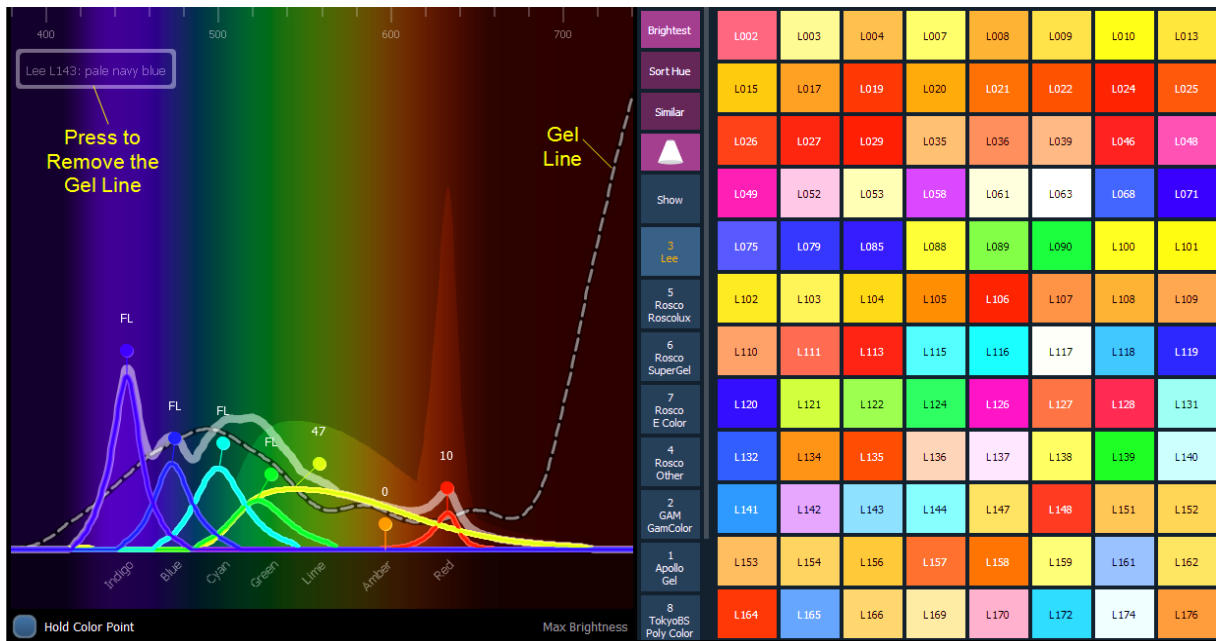 400 500 600 700
Lee L143: pale navy blue
Press to
Remove the
Gel Line
Gel
Line
FL
FL
FL
FL
47
0
10
Indigo Blue Cyan Green Lime Amber Red
Hold Color Point
Max Brightness
Brightest
Sort Hue
Similar
Show
3
Lee
5
Rosco
Roscolux
6
Rosco
SuperGel
7
Rosco
E Color
4
Rosco
Other
2
GAM
GamColor
1
Apollo
Gel
8
TokyoBS
Poly Color
L002 L003 L004 L007 L008 L009 L010 L013
L015 L017 L019 L020 L021 L022 L024 L025
L026 L027 L029 L035 L036 L039 L046 L048
L049 L052 L053 L058 L061 L063 L068 L071
L075 L079 L085 L088 L089 L090 L100 L101
L102 L103 L104 L105 L106 L107 L108 L109
L110 L111 L113 L115 L116 L117 L118 L119
L120 L121 L122 L124 L126 L127 L128 L131
L132 L134 L135 L136 L137 L138 L139 L140
L141 L142 L143 L144 L147 L148 L151 L152
L153 L154 L156 L157 L158 L159 L161 L162
L164 L165 L166 L169 L170 L172 L174 L176